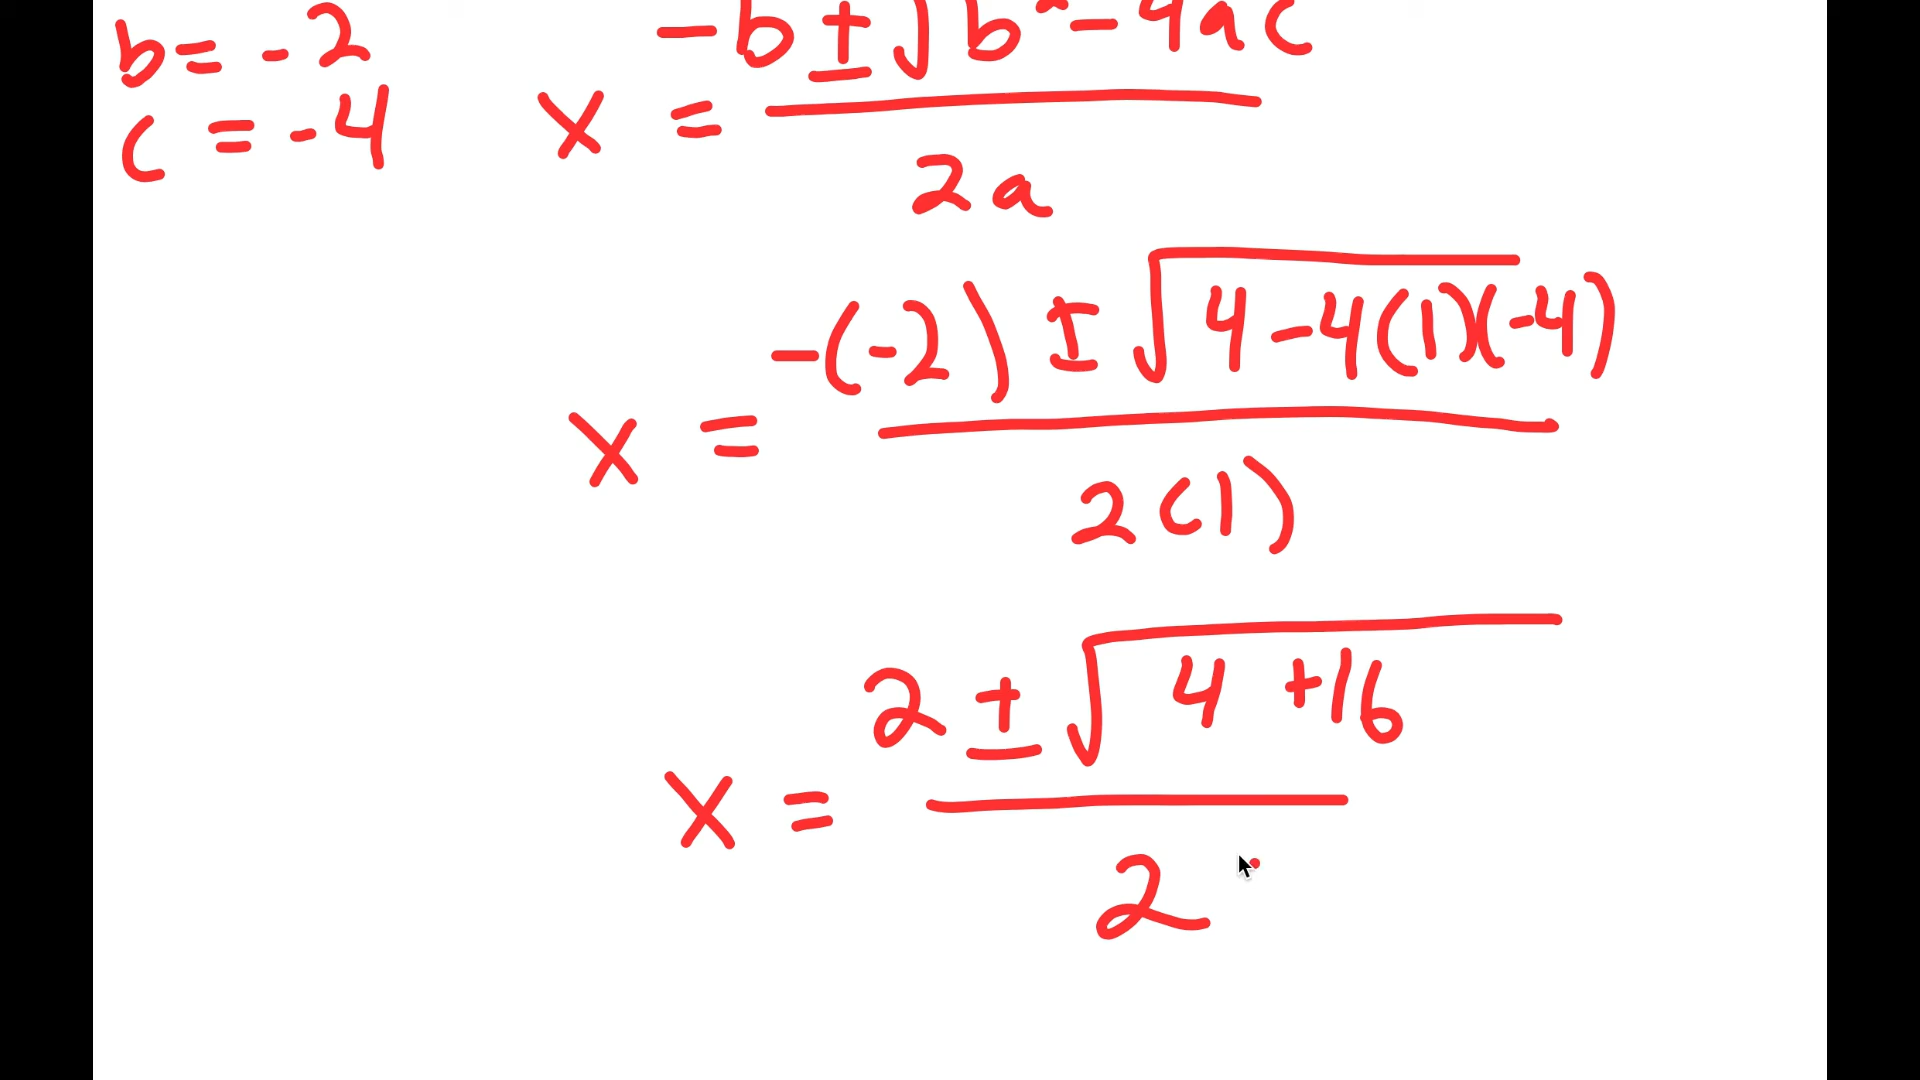 b = -2
c = -4
x = (-b ± √b² - 4ac) / 2a
x = (-(-2) ± √(4 - 4(1)(-4))) / 2(1)
x = (2 ± √(4 + 16)) / 2